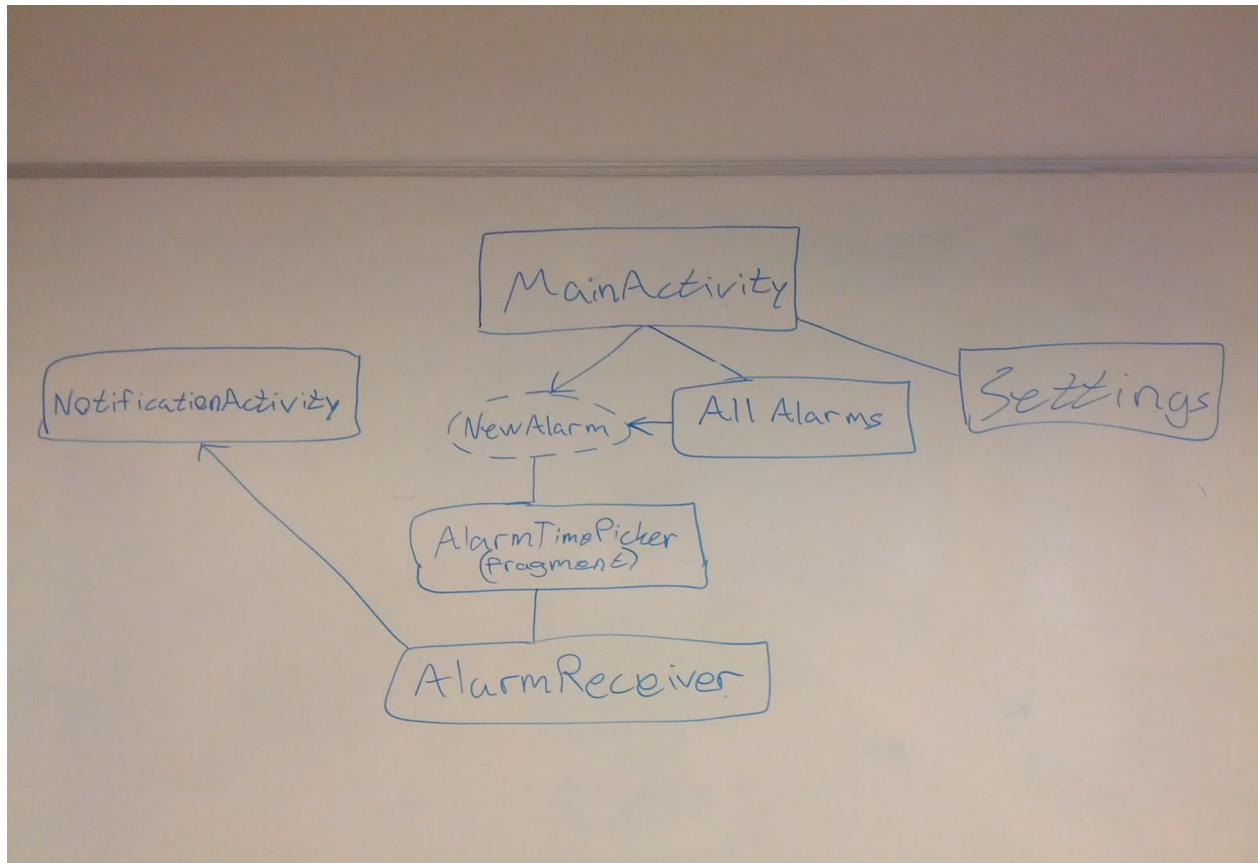 MainActivity
NotificationActivity
NewAlarm
All Alarms
Settings
AlarmTimePicker
(fragment)
AlarmReceiver